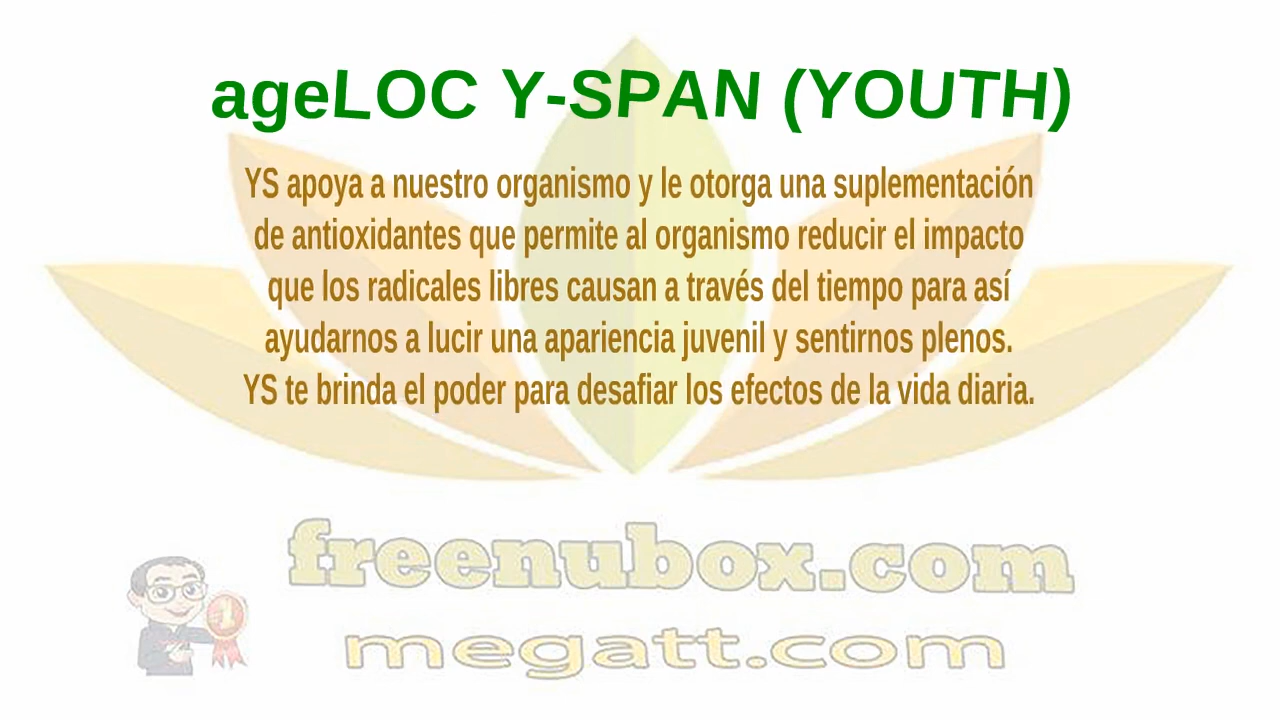 ageLOC Y-SPAN (YOUTH)
YS apoya a nuestro organismo y le otorga una suplementación
de antioxidantes que permite al organismo reducir el impacto
que los radicales libres causan a través del tiempo para así
ayudarnos a lucir una apariencia juvenil y sentirnos plenos.
YS te brinda el poder para desafiar los efectos de la vida diaria.
freenubox.com
1
megatt.com